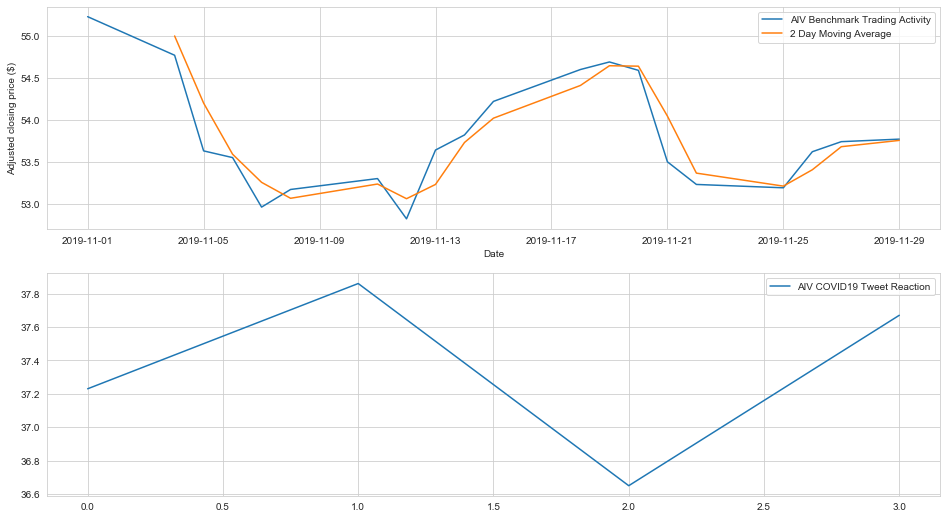 AIV Benchmark Trading Activity
2 Day Moving Average
Adjusted closing price ($)
55.0
54.5
54.0
53.5
53.0
2019-11-01 2019-11-05 2019-11-09 2019-11-13 2019-11-17 2019-11-21 2019-11-25 2019-11-29
Date
AIV COVID19 Tweet Reaction
37.8
37.6
37.4
37.2
37.0
36.8
36.6
0.0 0.5 1.0 1.5 2.0 2.5 3.0